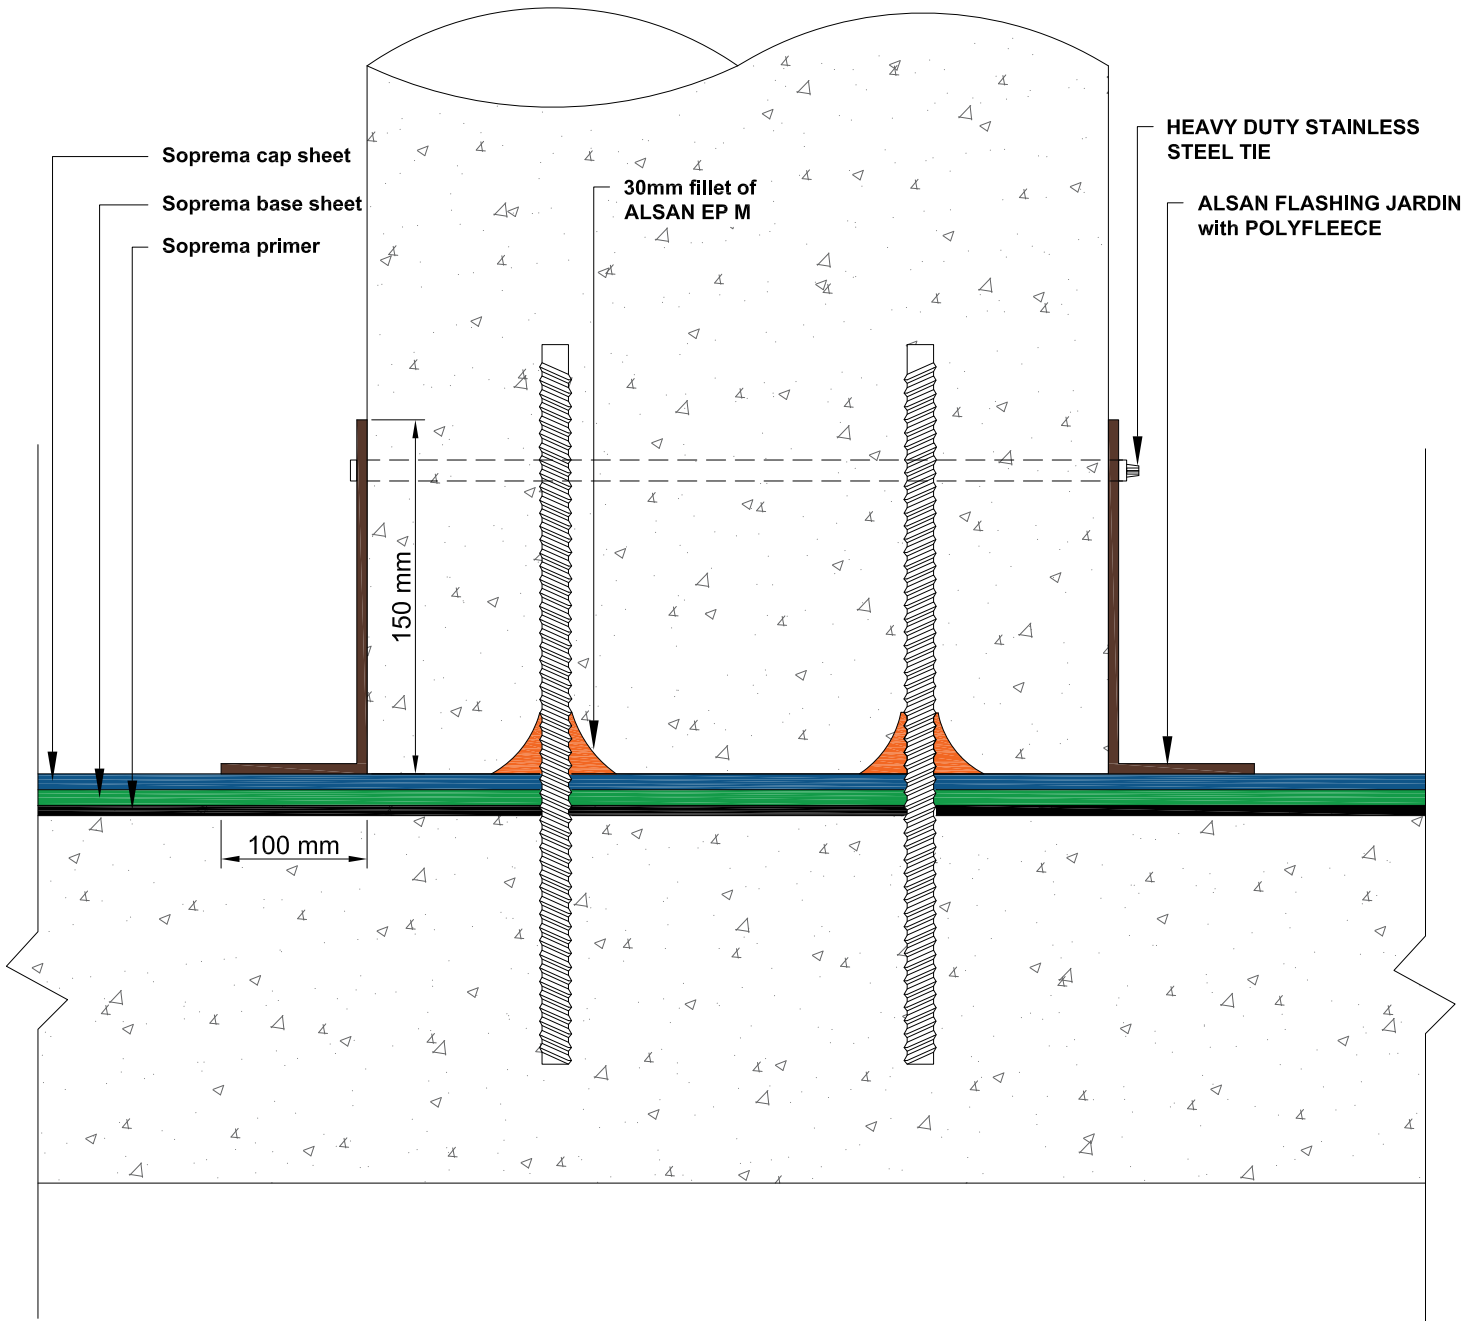 Soprema cap sheet
Soprema base sheet
Soprema primer
30mm fillet of
ALSAN EP M
HEAVY DUTY STAINLESS
STEEL TIE
ALSAN FLASHING JARDIN
with POLYFLEECE
150 mm
100 mm